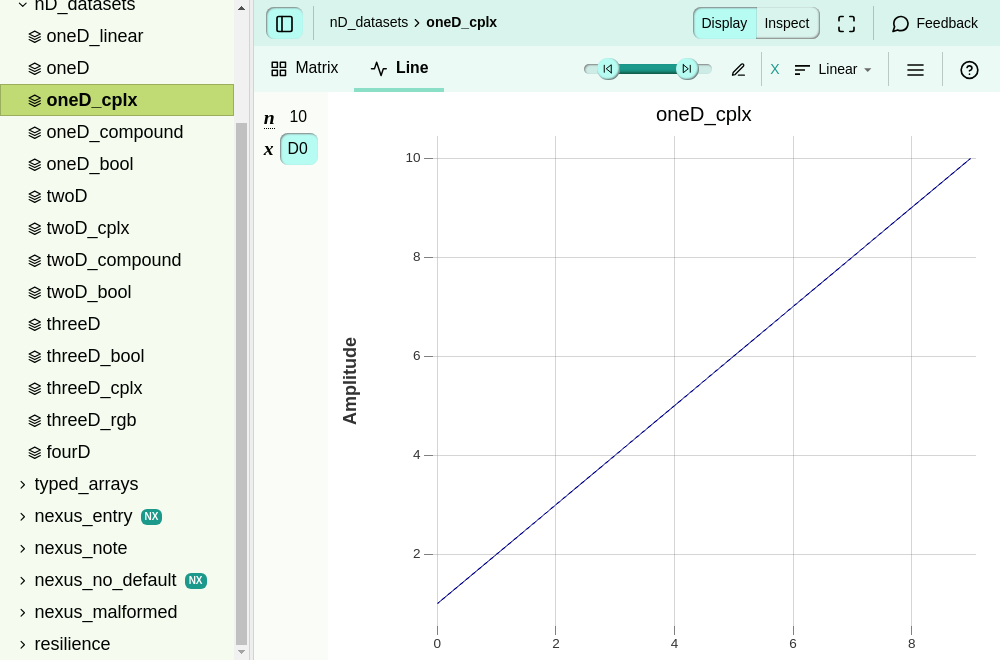 nD_datasets
oneD_linear
oneD
oneD_cplx
oneD_compound
oneD_bool
twoD
twoD_cplx
twoD_compound
twoD_bool
threeD
threeD_bool
threeD_cplx
threeD_rgb
fourD
typed_arrays
nexus_entry NX
nexus_note
nexus_no_default NX
nexus_malformed
resilience
nD_datasets › oneD_cplx
Display Inspect
Feedback
Matrix Line
X Linear
n 10
x D0
oneD_cplx
Amplitude
10
8
6
4
2
0 2 4 6 8